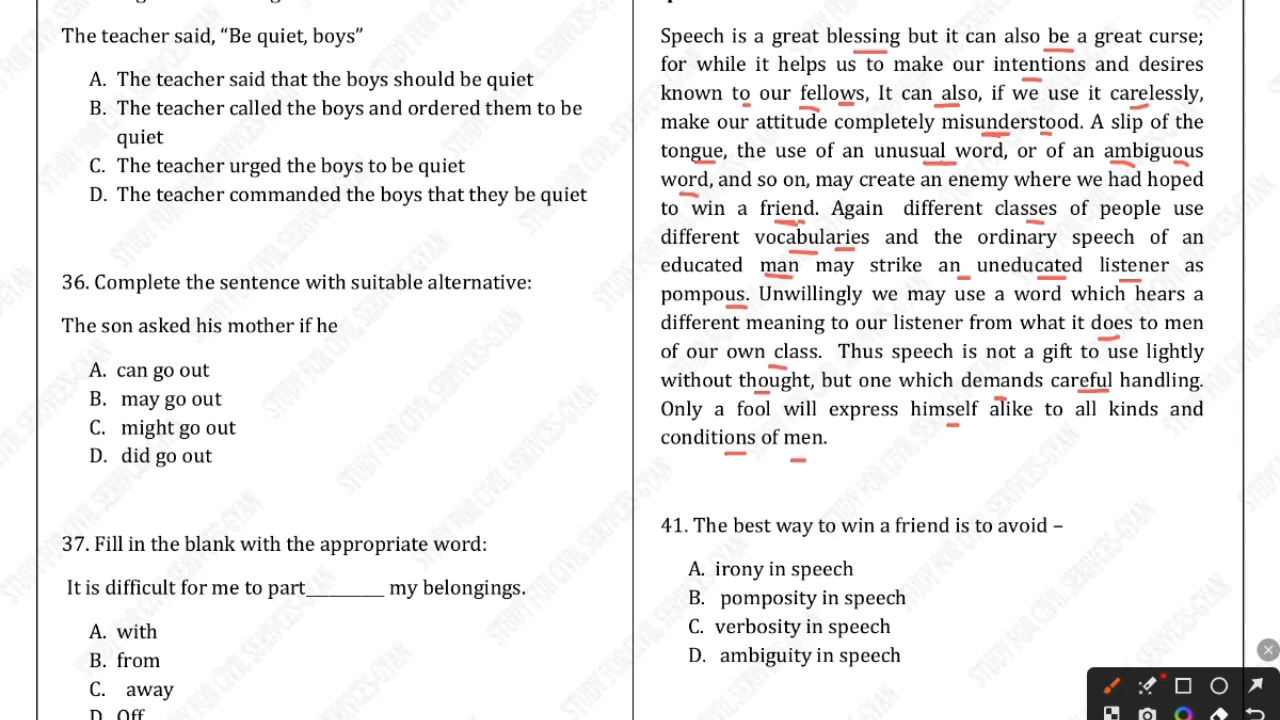 The teacher said, “Be quiet, boys”
A. The teacher said that the boys should be quiet
B. The teacher called the boys and ordered them to be
quiet
C. The teacher urged the boys to be quiet
D. The teacher commanded the boys that they be quiet
36. Complete the sentence with suitable alternative:
The son asked his mother if he
A. can go out
B. may go out
C. might go out
D. did go out
37. Fill in the blank with the appropriate word:
It is difficult for me to part_______ my belongings.
A. with
B. from
C. away
D. Off
Speech is a great blessing but it can also be a great curse;
for while it helps us to make our intentions and desires
known to our fellows, It can also, if we use it carelessly,
make our attitude completely misunderstood. A slip of the
tongue, the use of an unusual word, or of an ambiguous
word, and so on, may create an enemy where we had hoped
to win a friend. Again different classes of people use
different vocabularies and the ordinary speech of an
educated man may strike an uneducated listener as
pompous. Unwillingly we may use a word which hears a
different meaning to our listener from what it does to men
of our own class. Thus speech is not a gift to use lightly
without thought, but one which demands careful handling.
Only a fool will express himself alike to all kinds and
conditions of men.
41. The best way to win a friend is to avoid –
A. irony in speech
B. pomposity in speech
C. verbosity in speech
D. ambiguity in speech
STUDY FOR CIVIL SERVICES-GYAN